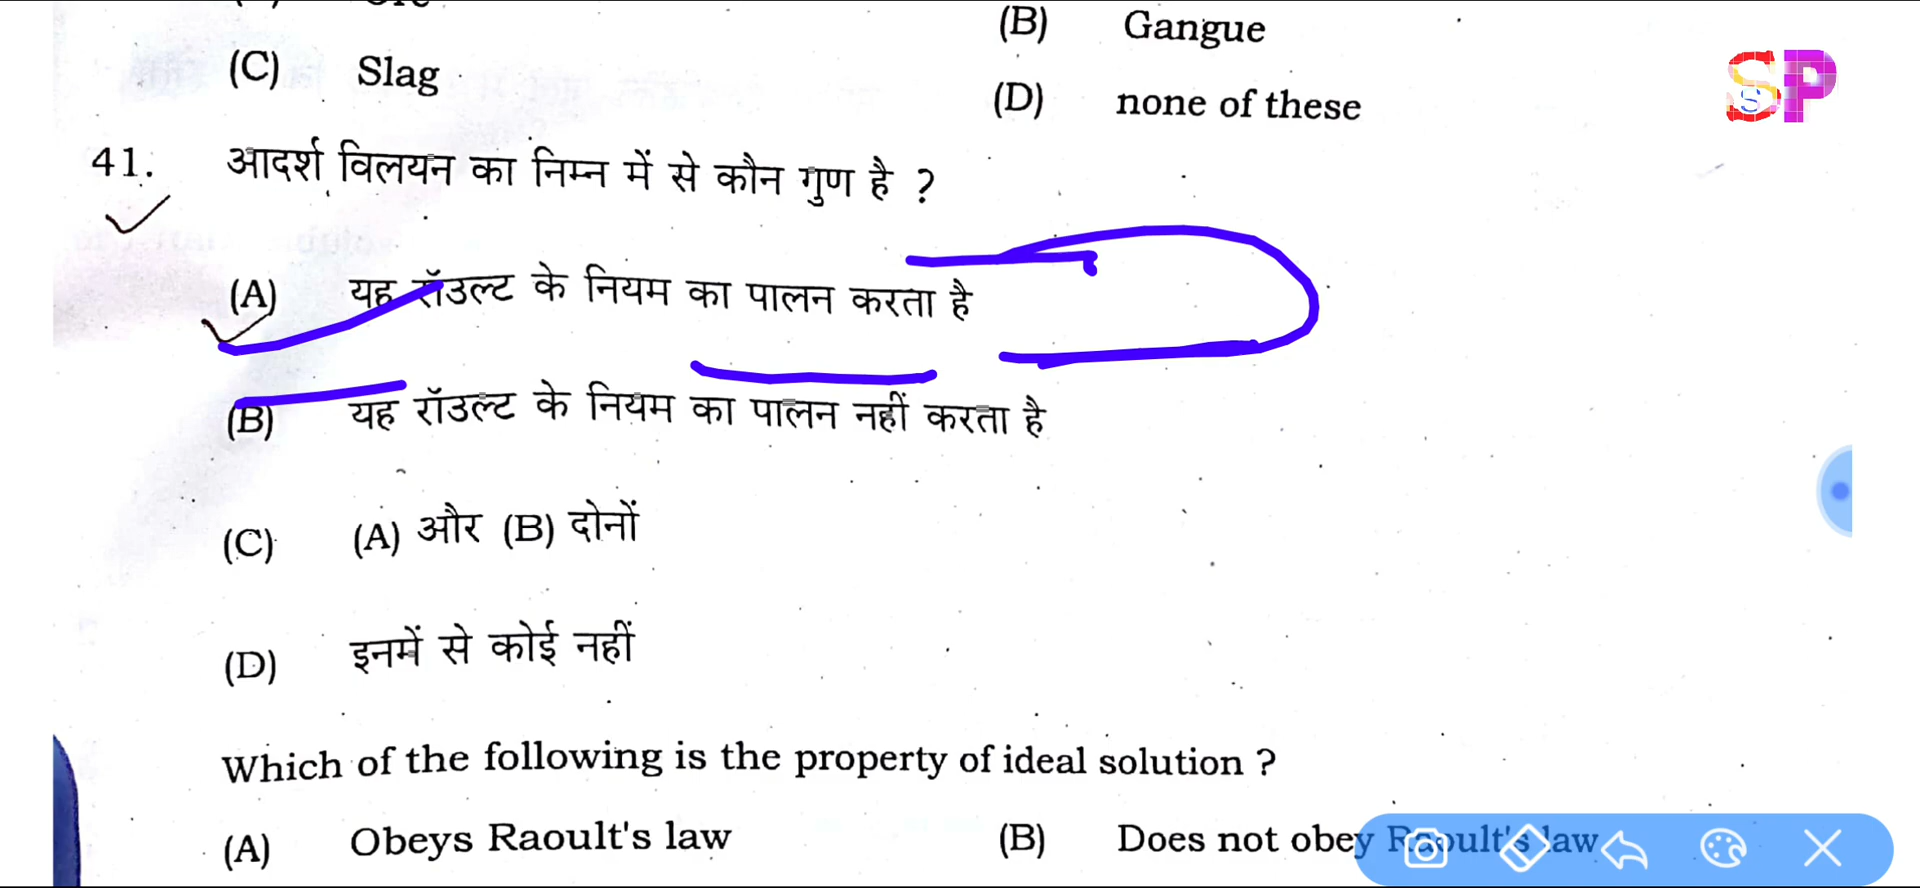 (B) Gangue
(C) Slag
(D) none of these
SP
S
41. आदर्श विलयन का निम्न में से कौन गुण है ?
(A) यह रॉउल्ट के नियम का पालन करता है
(B) यह रॉउल्ट के नियम का पालन नहीं करता है
(C) (A) और (B) दोनों
(D) इनमें से कोई नहीं
Which of the following is the property of ideal solution ?
(A) Obeys Raoult's law
(B) Does not obey Raoult's law